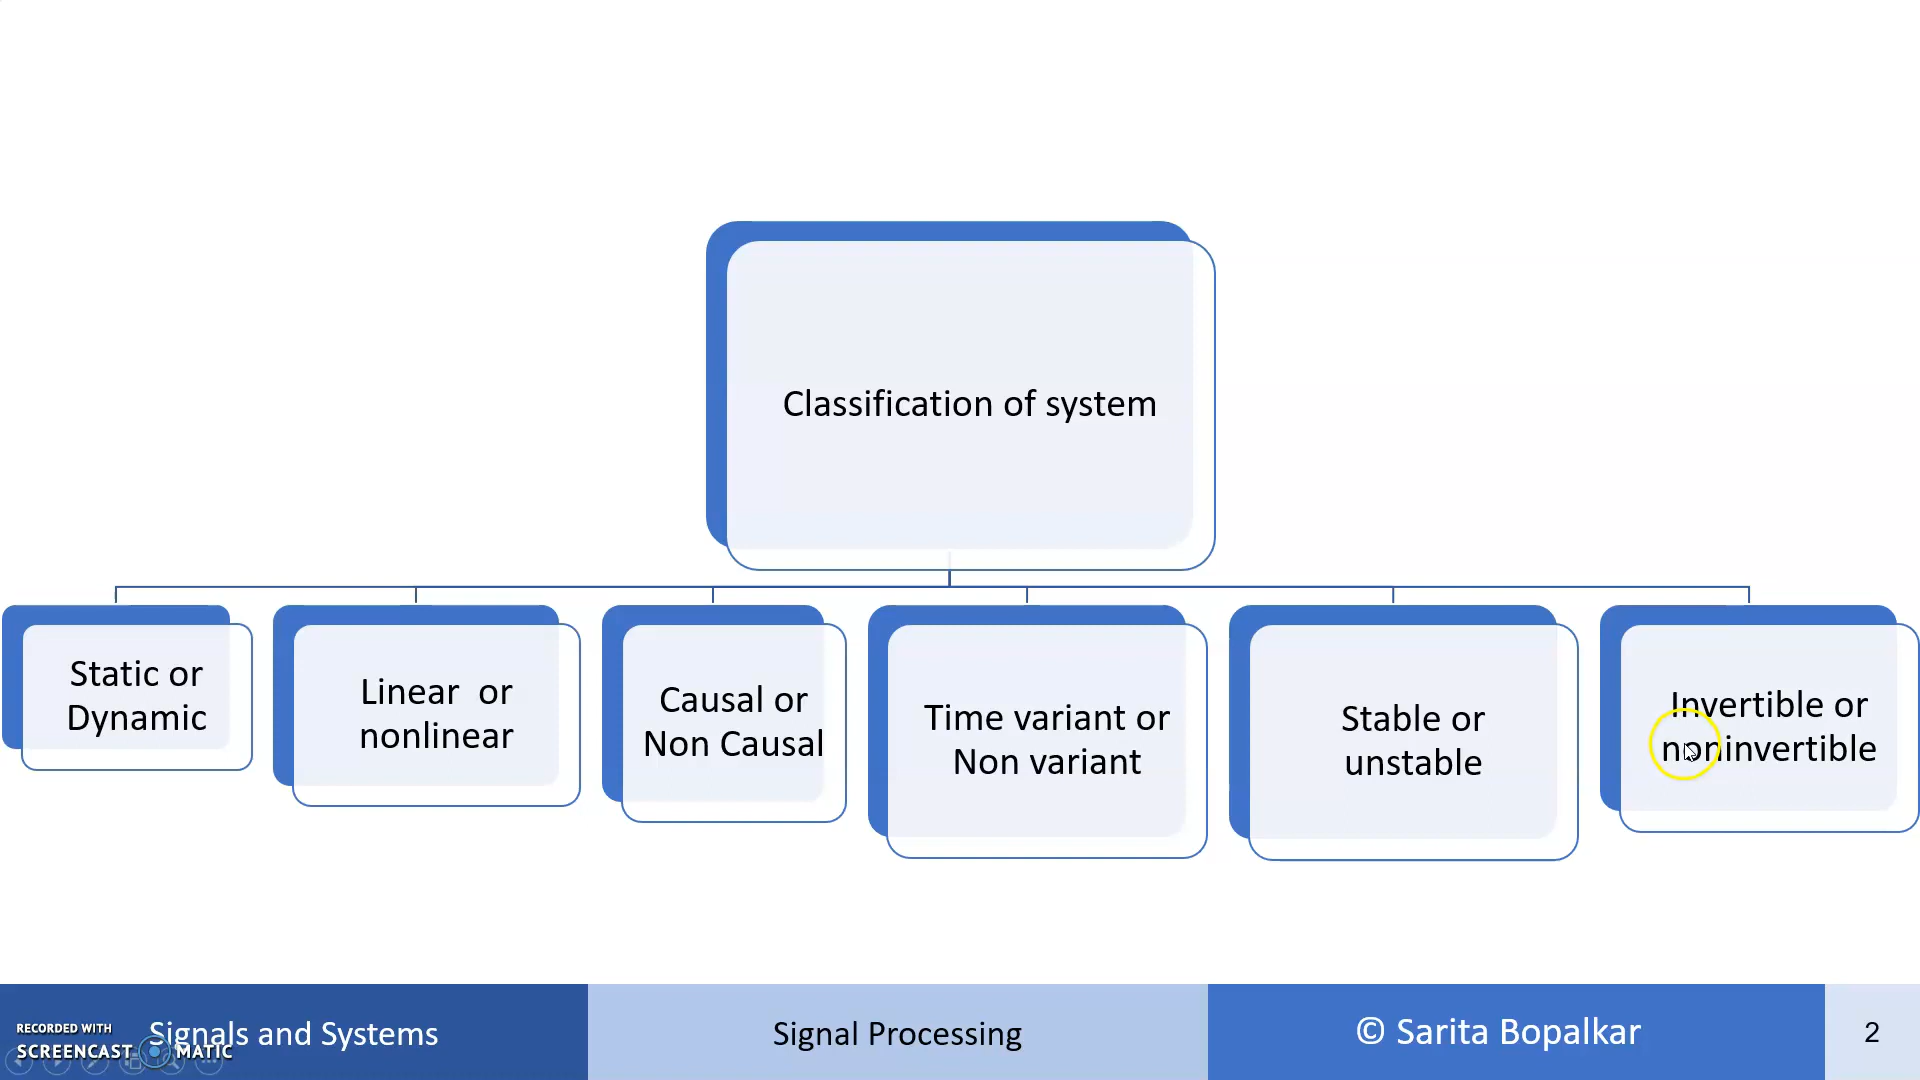 Classification of system
Static or
Dynamic
Linear or
nonlinear
Causal or
Non Causal
Time variant or
Non variant
Stable or
unstable
Invertible or
noninvertible
RECORDED WITH
SCREENCAST MATIC
Signals and Systems
Signal Processing
© Sarita Bopalkar
2